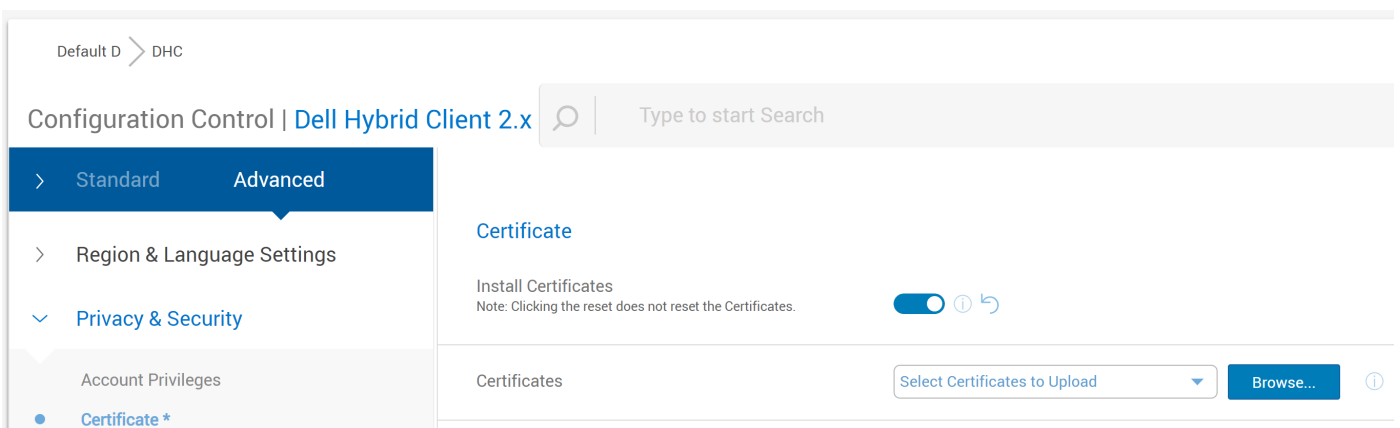 Default D DHC
Configuration Control | Dell Hybrid Client 2.x
Type to start Search
Standard Advanced
Region & Language Settings
Privacy & Security
Account Privileges
Certificate *
Certificate
Install Certificates
Note: Clicking the reset does not reset the Certificates.
Certificates
Select Certificates to Upload
Browse...